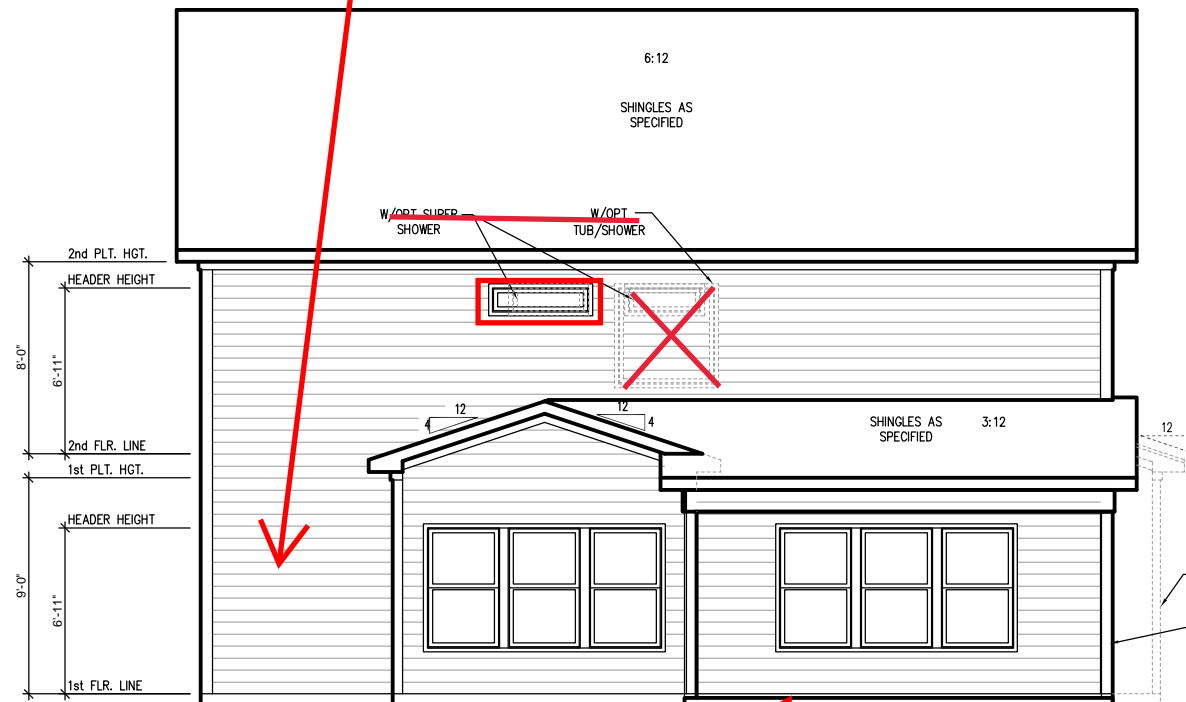 6:12
SHINGLES AS
SPECIFIED
W/OPT SUPER
SHOWER
W/OPT
TUB/SHOWER
2nd PLT. HGT.
HEADER HEIGHT
8'-0"
6'-11"
2nd FLR. LINE
1st PLT. HGT.
12
4
12
4
SHINGLES AS
SPECIFIED
3:12
12
HEADER HEIGHT
9'-0"
6'-11"
1st FLR. LINE